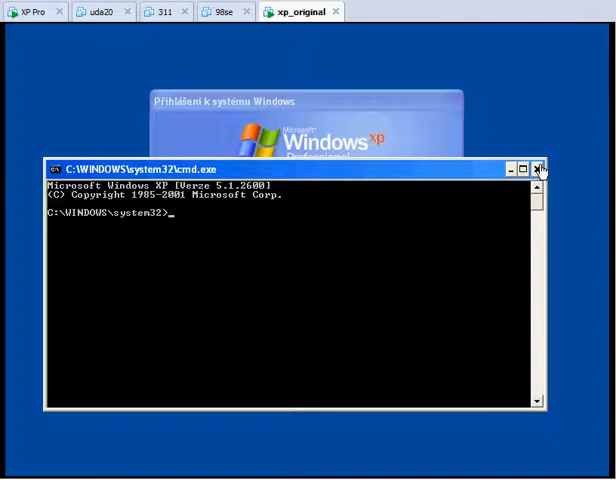 XP Pro
uda20
311
98se
xp_original
Přihlášení k systému Windows
Microsoft
Windows xp
Professional
C:\WINDOWS\system32\cmd.exe
Microsoft Windows XP [Verze 5.1.2600]
(C) Copyright 1985-2001 Microsoft Corp.
C:\WINDOWS\system32>_